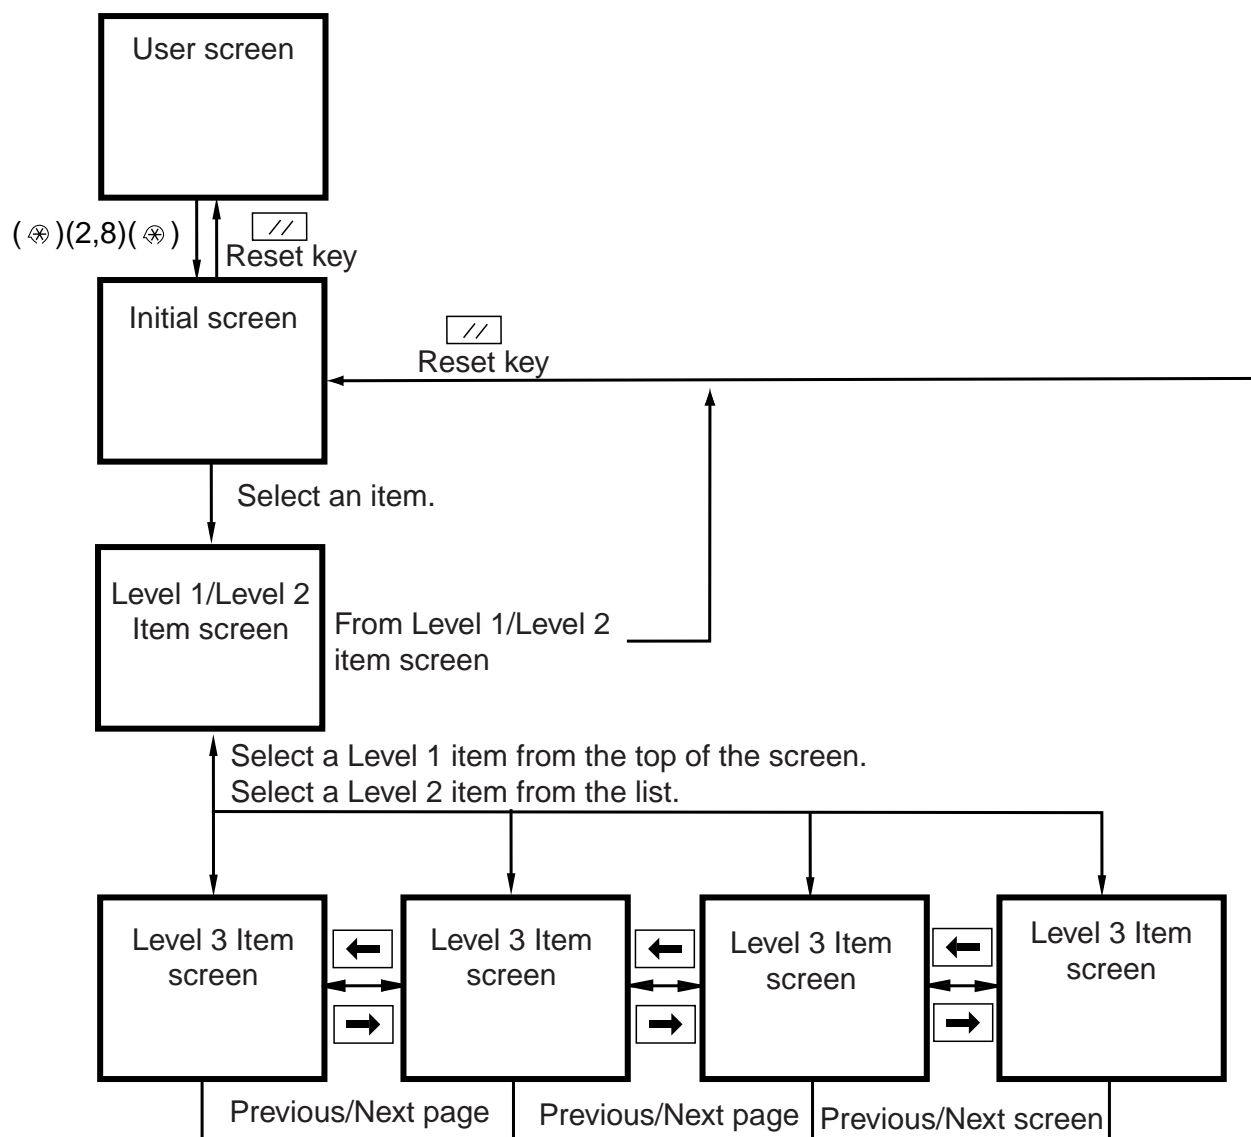 User screen
(⊛)(2,8)(⊛)
//
Reset key
Initial screen
//
Reset key
Select an item.
Level 1/Level 2
Item screen
From Level 1/Level 2
item screen
Select a Level 1 item from the top of the screen.
Select a Level 2 item from the list.
Level 3 Item
screen
Level 3 Item
screen
Level 3 Item
screen
Level 3 Item
screen
Previous/Next page
Previous/Next page
Previous/Next screen